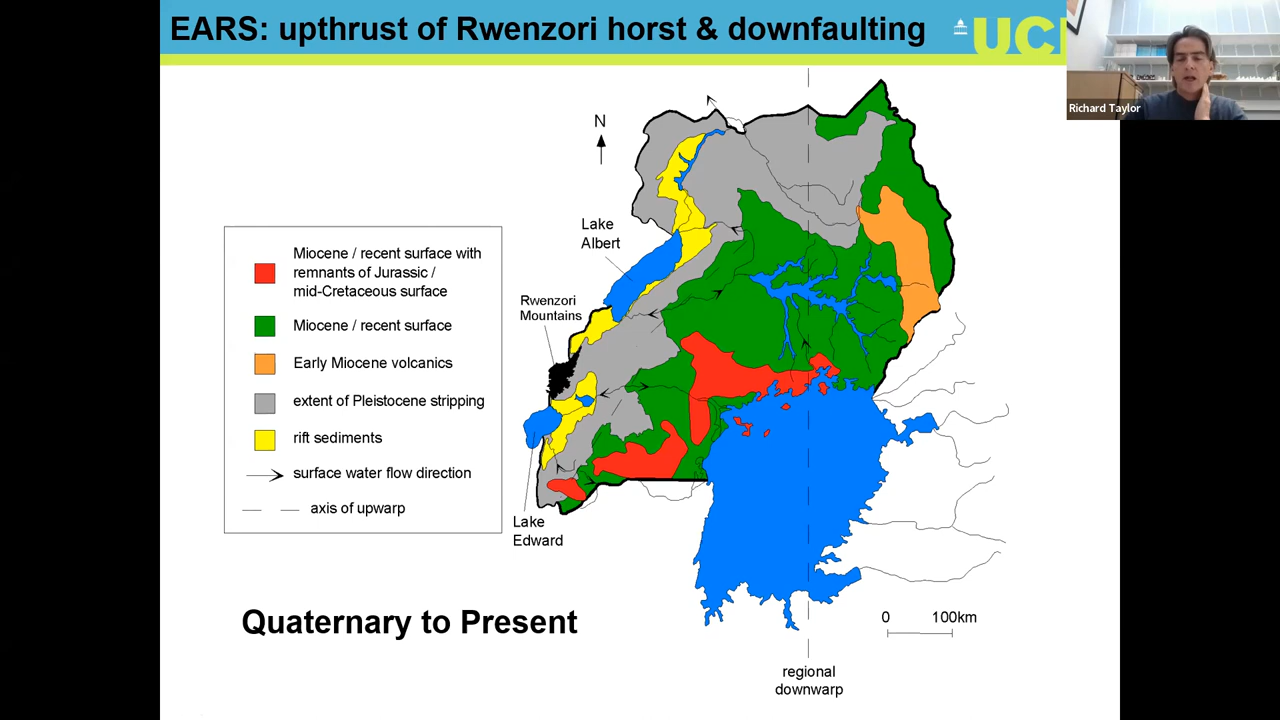 EARS: upthrust of Rwenzori horst & downfaulting
UCL
Richard Taylor
N
Lake
Albert
Miocene / recent surface with
remnants of Jurassic /
mid-Cretaceous surface
Rwenzori
Mountains
Miocene / recent surface
Early Miocene volcanics
extent of Pleistocene stripping
rift sediments
surface water flow direction
axis of upwarp
Lake
Edward
Quaternary to Present
0 100km
regional
downwarp